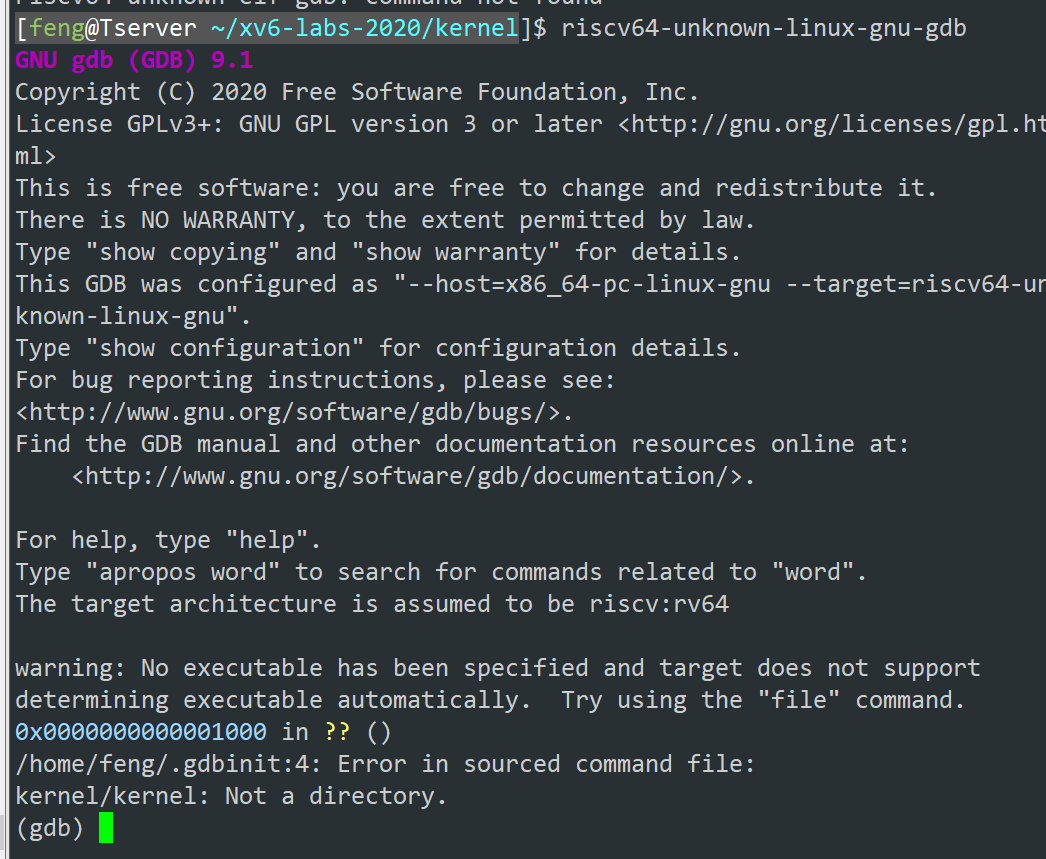 riscv64-unknown-elf-gdb: command not found
[feng@Tserver ~/xv6-labs-2020/kernel]$ riscv64-unknown-linux-gnu-gdb
GNU gdb (GDB) 9.1
Copyright (C) 2020 Free Software Foundation, Inc.
License GPLv3+: GNU GPL version 3 or later <http://gnu.org/licenses/gpl.ht
ml>
This is free software: you are free to change and redistribute it.
There is NO WARRANTY, to the extent permitted by law.
Type "show copying" and "show warranty" for details.
This GDB was configured as "--host=x86_64-pc-linux-gnu --target=riscv64-un
known-linux-gnu".
Type "show configuration" for configuration details.
For bug reporting instructions, please see:
<http://www.gnu.org/software/gdb/bugs/>.
Find the GDB manual and other documentation resources online at:
    <http://www.gnu.org/software/gdb/documentation/>.

For help, type "help".
Type "apropos word" to search for commands related to "word".
The target architecture is assumed to be riscv:rv64

warning: No executable has been specified and target does not support
determining executable automatically.  Try using the "file" command.
0x0000000000001000 in ?? ()
/home/feng/.gdbinit:4: Error in sourced command file:
kernel/kernel: Not a directory.
(gdb)